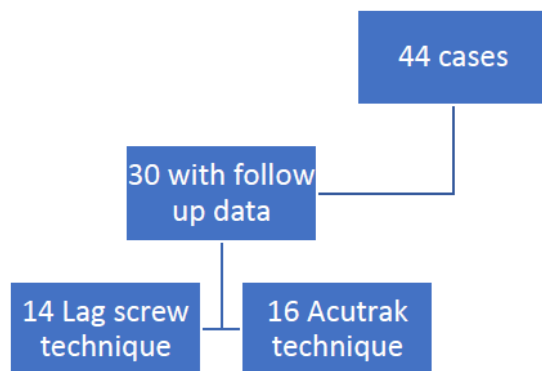 44 cases
30 with follow
up data
14 Lag screw
technique
16 Acutrak
technique